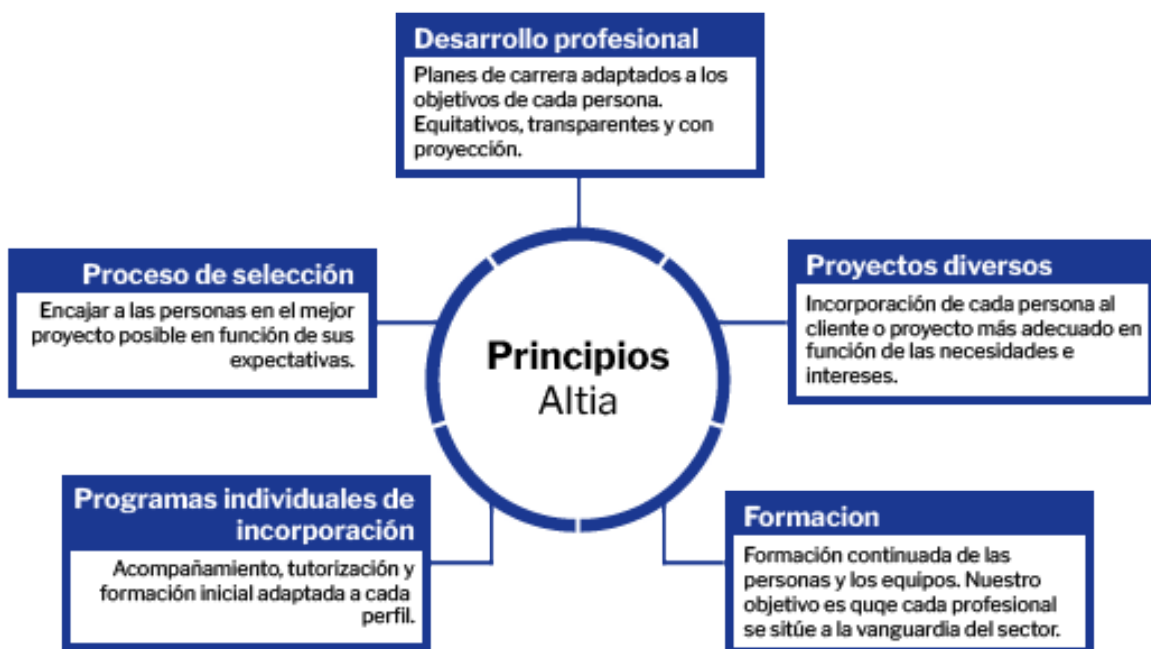 Desarrollo profesional
Planes de carrera adaptados a los
objetivos de cada persona.
Equitativos, transparentes y con
proyección.
Proceso de selección
Encajar a las personas en el mejor
proyecto posible en función de sus
expectativas.
Proyectos diversos
Incorporación de cada persona al
cliente o proyecto más adecuado en
función de las necesidades e
intereses.
Principios
Altia
Programas individuales de
incorporación
Acompañamiento, tutorización y
formación inicial adaptada a cada
perfil.
Formacion
Formación continuada de las
personas y los equipos. Nuestro
objetivo es quqe cada profesional
se sitúe a la vanguardia del sector.